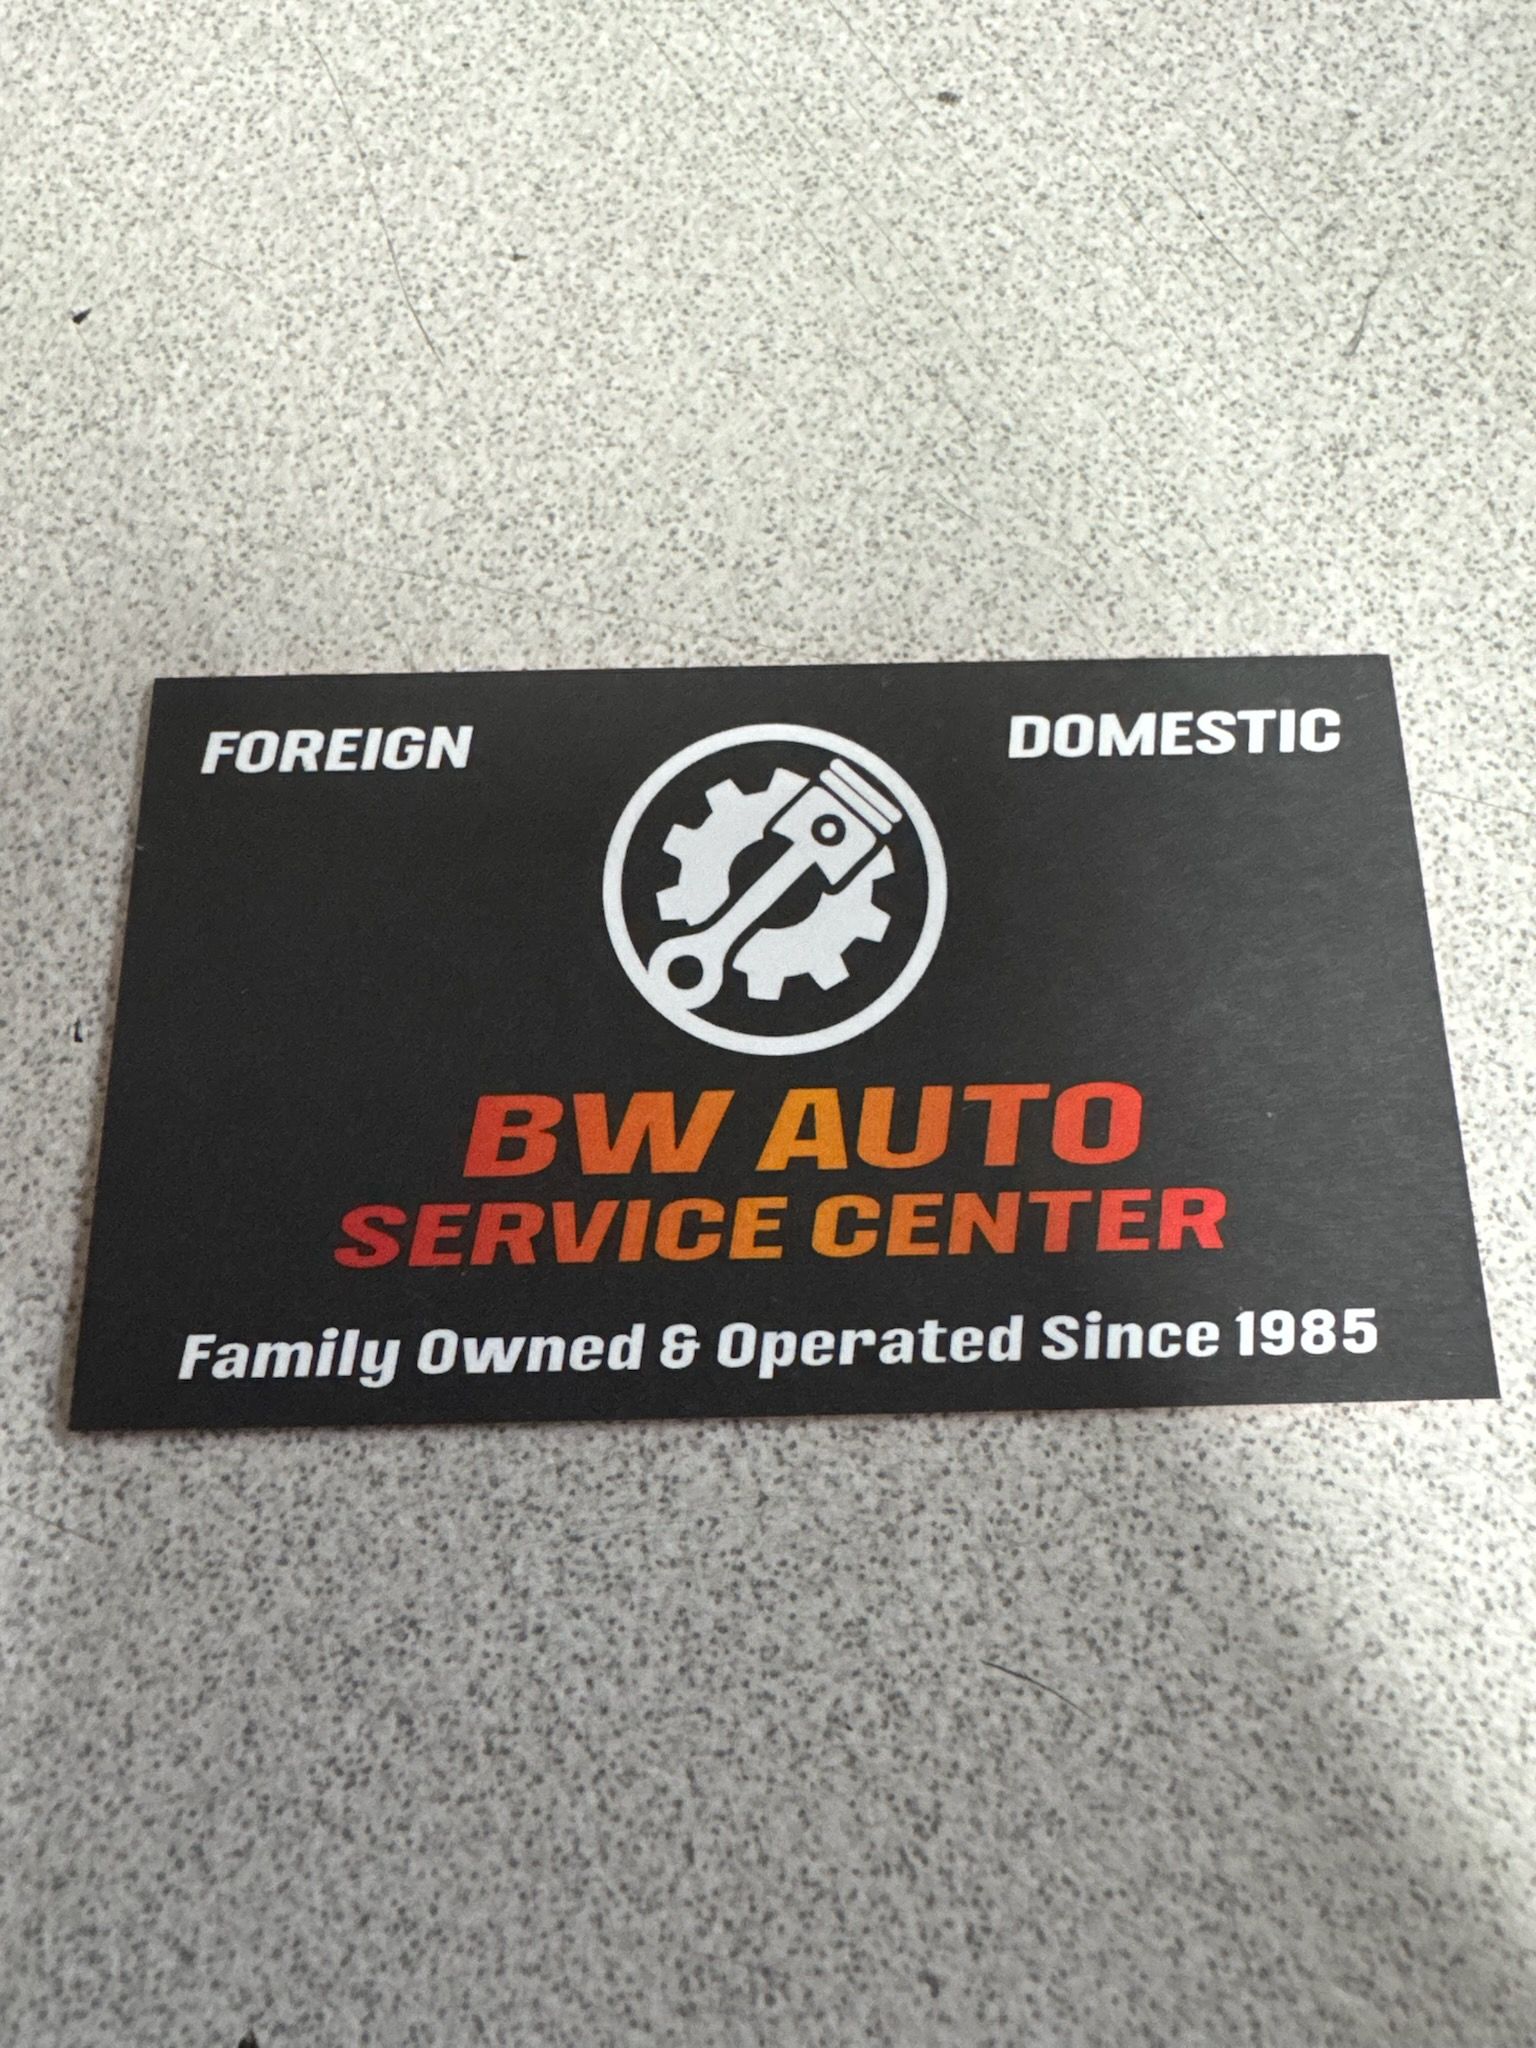 FOREIGN
DOMESTIC
BW AUTO
SERVICE CENTER
Family Owned & Operated Since 1985